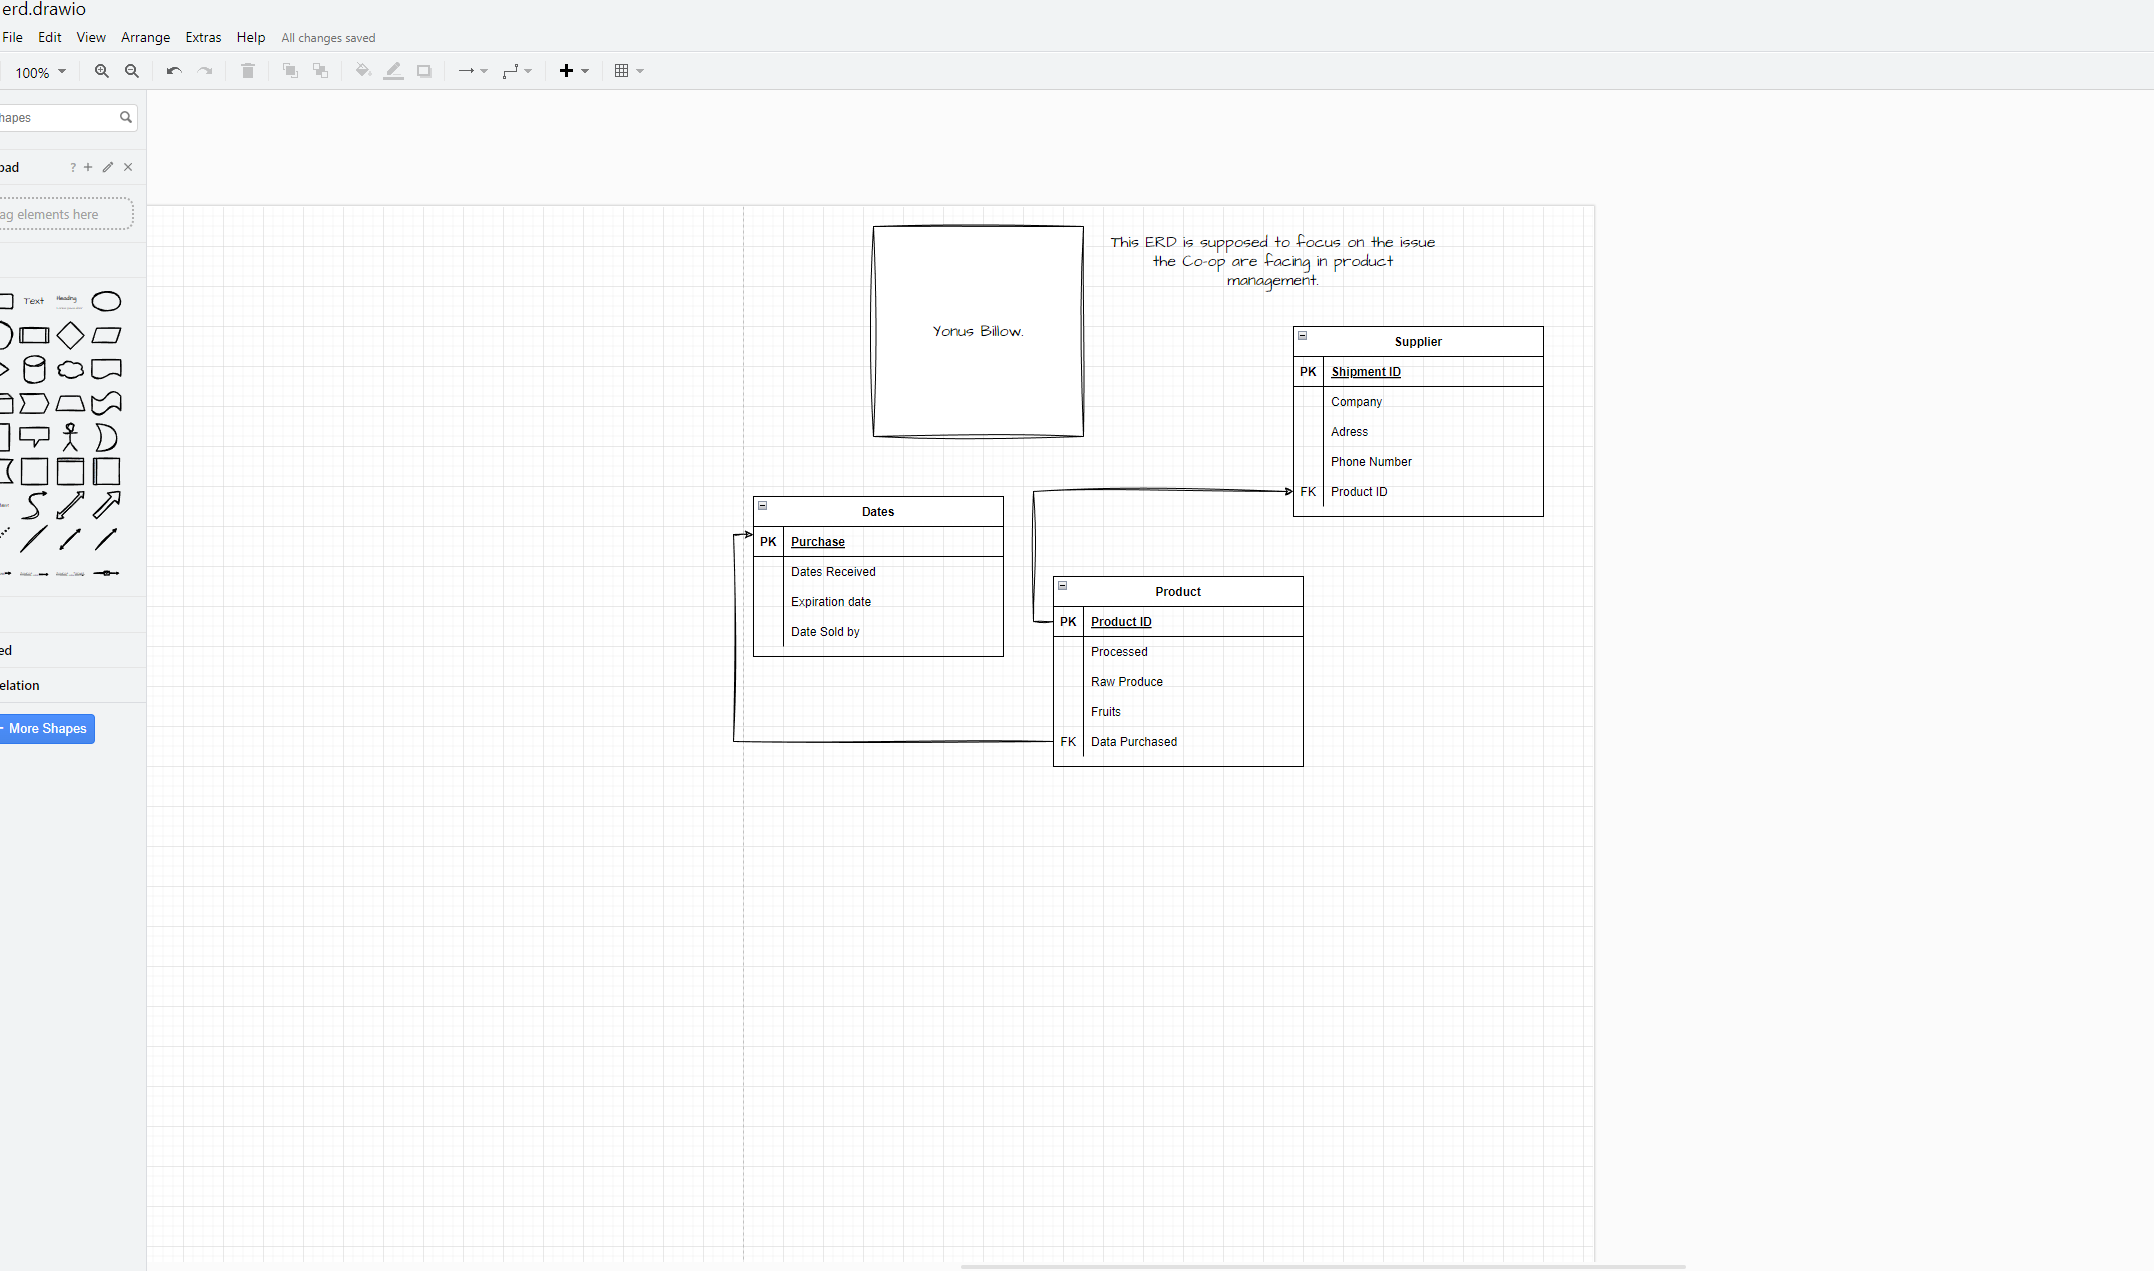 erd.drawio
File Edit View Arrange Extras Help All changes saved
100%
hapes
pad ? + ×
ag elements here
Text Heading
ed
elation
More Shapes
Yonus Billow.
This ERD is supposed to focus on the issue
the Co-op are facing in product
management.
Supplier
PK Shipment ID
Company
Adress
Phone Number
FK Product ID
Dates
PK Purchase
Dates Received
Expiration date
Date Sold by
Product
PK Product ID
Processed
Raw Produce
Fruits
FK Data Purchased